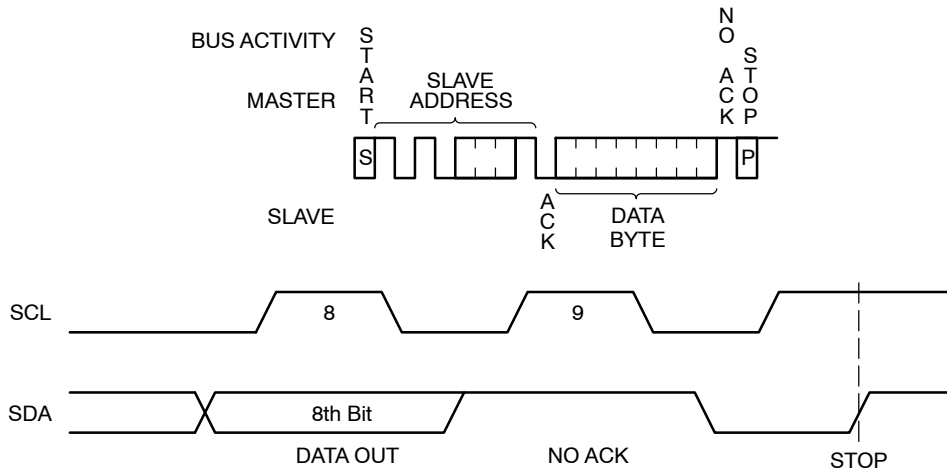 BUS ACTIVITY
MASTER
START
SLAVE
ADDRESS
NO ACK
STOP
S
P
SLAVE
ACK
DATA
BYTE
SCL
8
9
SDA
8th Bit
DATA OUT
NO ACK
STOP